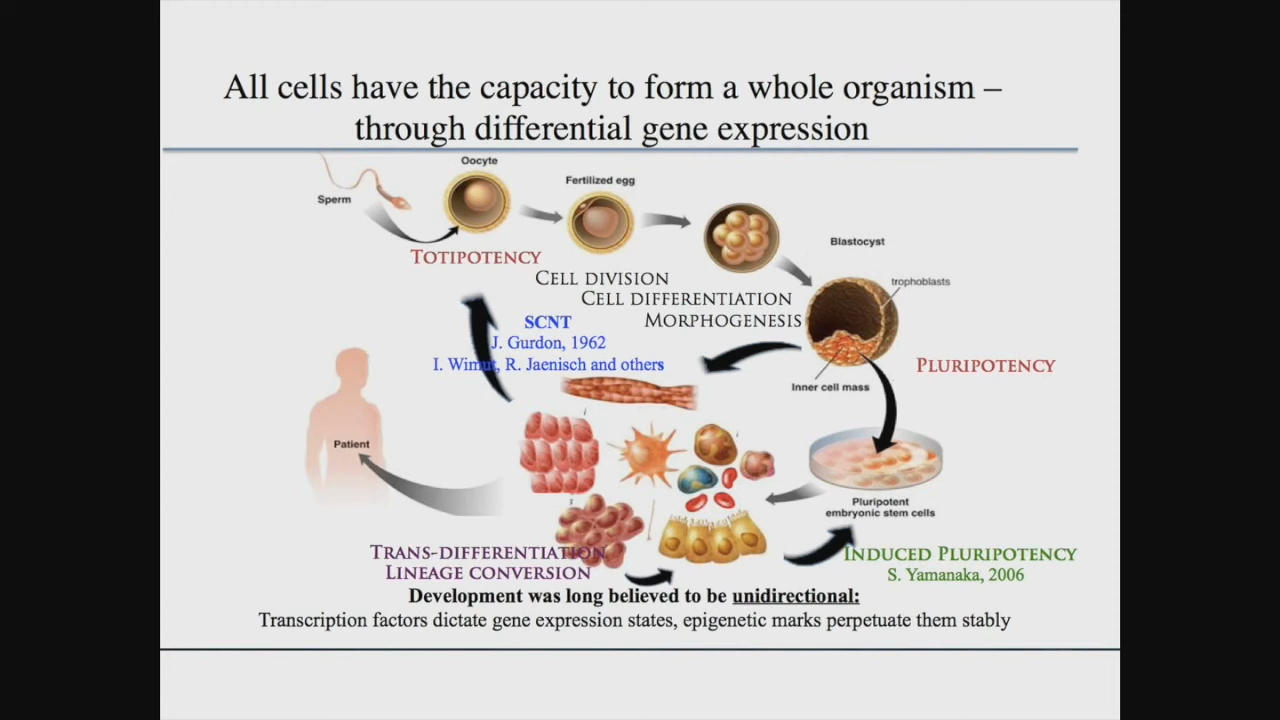 All cells have the capacity to form a whole organism –
through differential gene expression
Oocyte
Fertilized egg
Sperm
Blastocyst
TOTIPOTENCY
CELL DIVISION
trophoblasts
CELL DIFFERENTIATION
MORPHOGENESIS
SCNT
J. Gurdon, 1962
I. Wimut, R. Jaenisch and others
PLURIPOTENCY
Inner cell mass
Patient
Pluripotent
embryonic stem cells
TRANS-DIFFERENTIATION
LINEAGE CONVERSION
INDUCED PLURIPOTENCY
S. Yamanaka, 2006
Development was long believed to be unidirectional:
Transcription factors dictate gene expression states, epigenetic marks perpetuate them stably